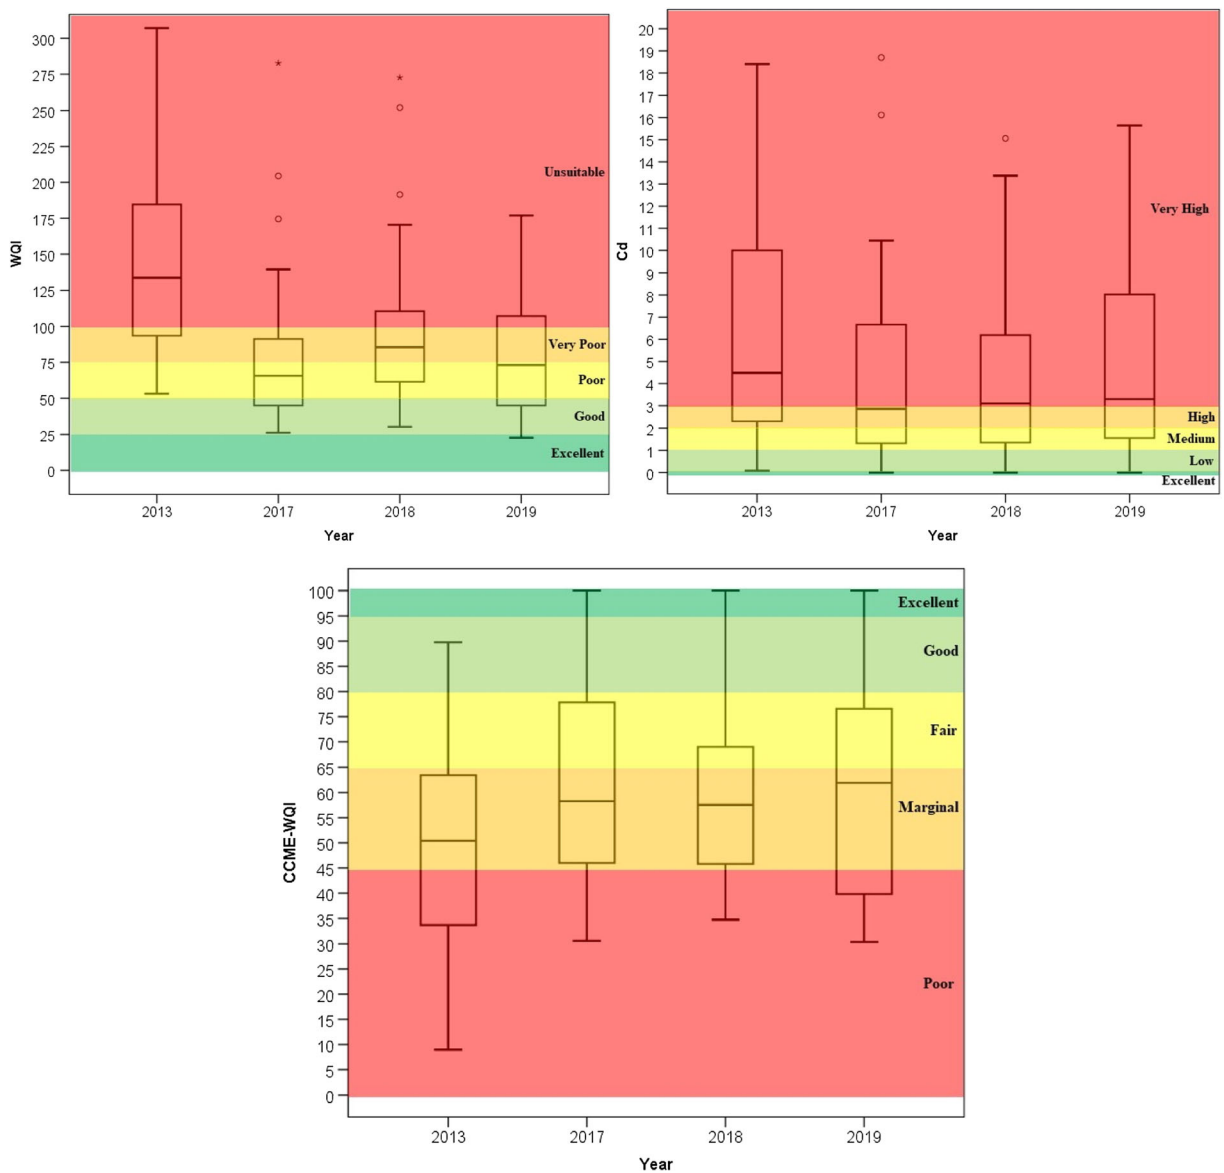 300
275
250
225
200
175
150
125
100
75
50
25
0
WQI
Unsuitable
Very Poor
Poor
Good
Excellent
2013 2017 2018 2019
Year
20
19
18
17
16
15
14
13
12
11
10
9
8
7
6
5
4
3
2
1
0
Cd
Very High
High
Medium
Low
Excellent
2013 2017 2018 2019
Year
100
95
90
85
80
75
70
65
60
55
50
45
40
35
30
25
20
15
10
5
0
CCME-WQI
Excellent
Good
Fair
Marginal
Poor
2013 2017 2018 2019
Year